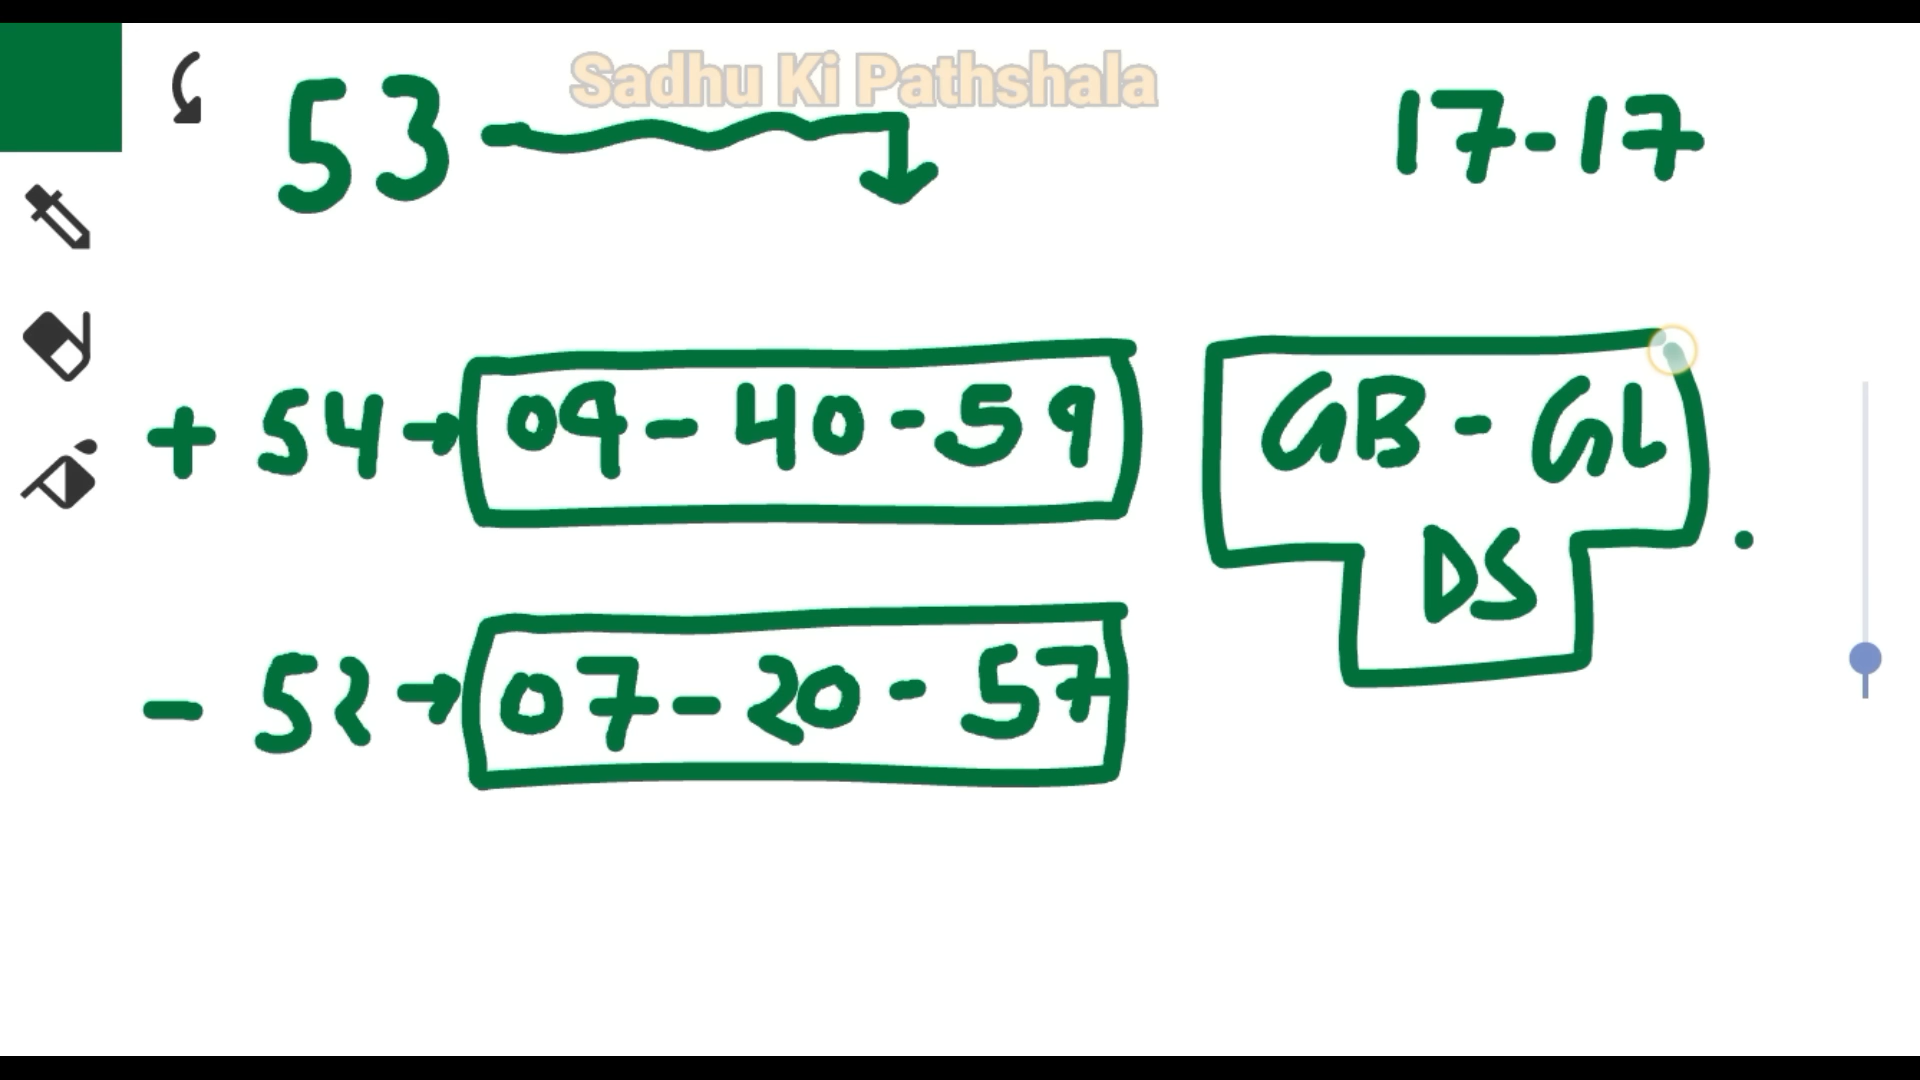 Sadhu Ki Pathshala
53 17-17
+ 54 → 09-40-59
GB - GL
DS .
- 52 → 07-20-57